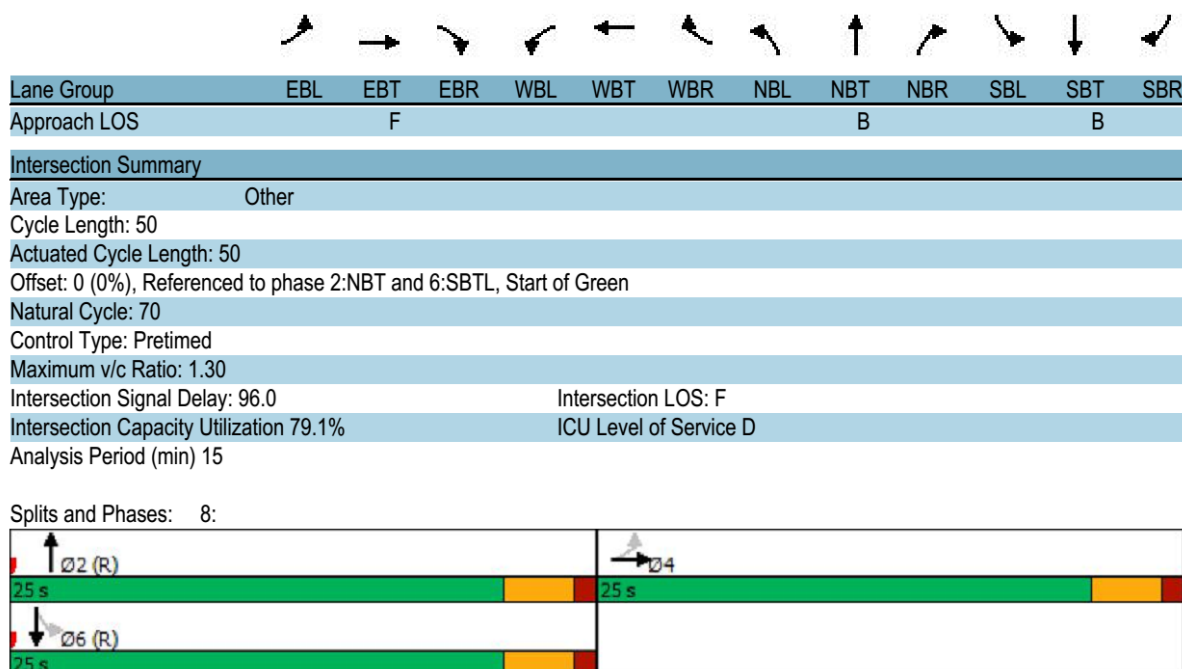 Lane Group EBL EBT EBR WBL WBT WBR NBL NBT NBR SBL SBT SBR
Approach LOS F B B
Intersection Summary
Area Type: Other
Cycle Length: 50
Actuated Cycle Length: 50
Offset: 0 (0%), Referenced to phase 2:NBT and 6:SBTL, Start of Green
Natural Cycle: 70
Control Type: Pretimed
Maximum v/c Ratio: 1.30
Intersection Signal Delay: 96.0 Intersection LOS: F
Intersection Capacity Utilization 79.1% ICU Level of Service D
Analysis Period (min) 15
Splits and Phases: 8:
Ø2 (R) Ø4
25 s 25 s
Ø6 (R)
25 s